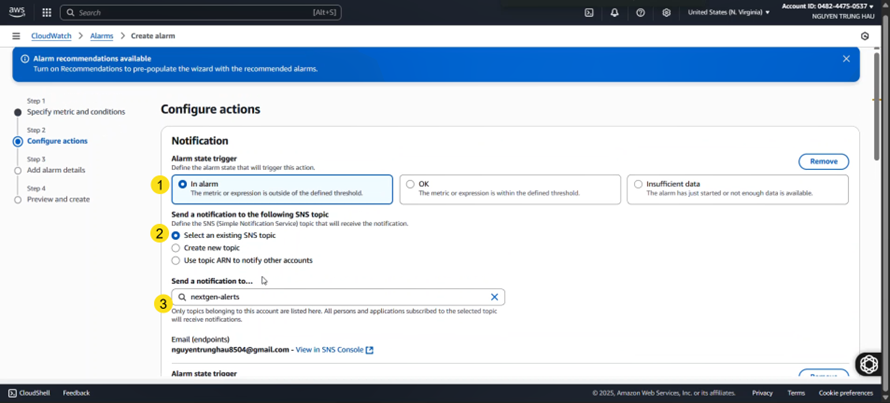 aws
Search
[Alt+S]
United States (N. Virginia)
Account ID: 0482-4475-0537
NGUYEN TRUNG HAU
CloudWatch > Alarms > Create alarm
Alarm recommendations available
Turn on Recommendations to pre-populate the wizard with the recommended alarms.
Step 1
Specify metric and conditions
Step 2
Configure actions
Step 3
Add alarm details
Step 4
Preview and create
Configure actions
Notification
Alarm state trigger
Define the alarm state that will trigger this action.
Remove
1
In alarm
The metric or expression is outside of the defined threshold.
OK
The metric or expression is within the defined threshold.
Insufficient data
The alarm has just started or not enough data is available.
Send a notification to the following SNS topic
Define the SNS (Simple Notification Service) topic that will receive the notification.
2
Select an existing SNS topic
Create new topic
Use topic ARN to notify other accounts
Send a notification to...
3
nextgen-alerts
Only topics belonging to this account are listed here. All persons and applications subscribed to the selected topic
will receive notifications.
Email (endpoints)
nguyentrunghau8504@gmail.com - View in SNS Console
Alarm state trigger
Remove
CloudShell
Feedback
© 2025, Amazon Web Services, Inc. or its affiliates.
Privacy
Terms
Cookie preferences